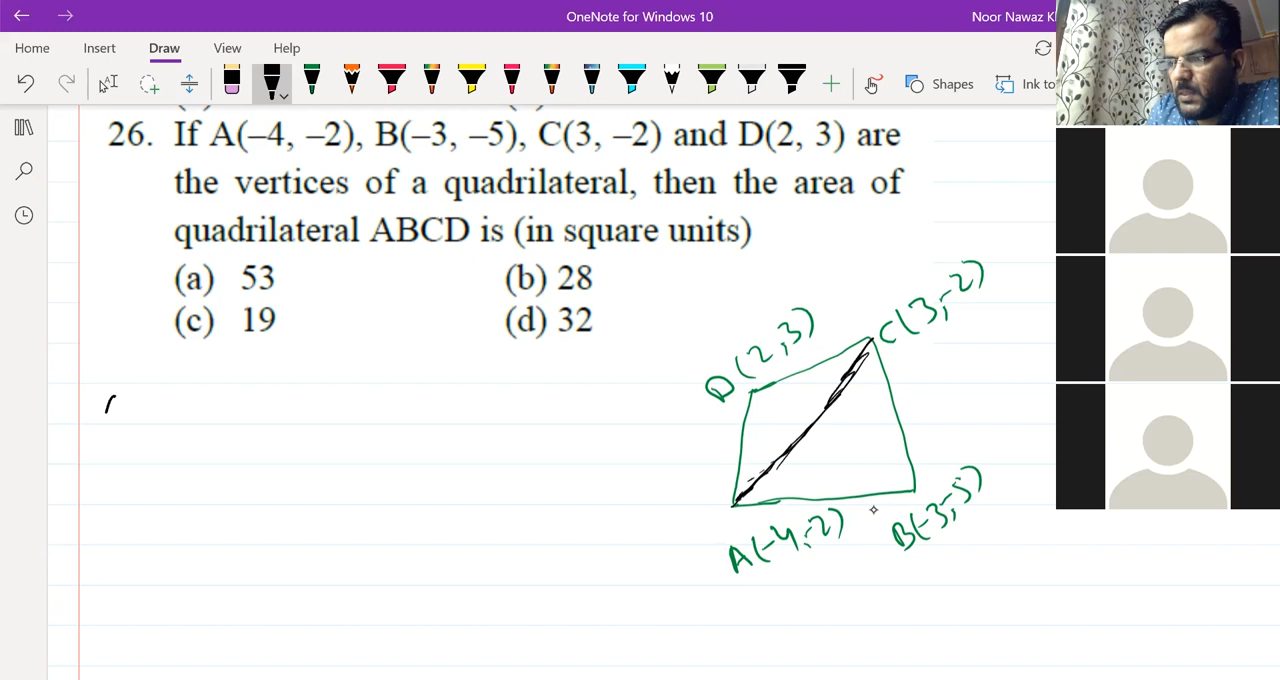 OneNote for Windows 10
Noor Nawaz Kl
Home Insert Draw View Help
Shapes
Ink to
26. If A(–4, –2), B(–3, –5), C(3, –2) and D(2, 3) are
the vertices of a quadrilateral, then the area of
quadrilateral ABCD is (in square units)
(a) 53 (b) 28
(c) 19 (d) 32
C(3,-2)
D(2,3)
A(-4,-2)
B(-3,-5)